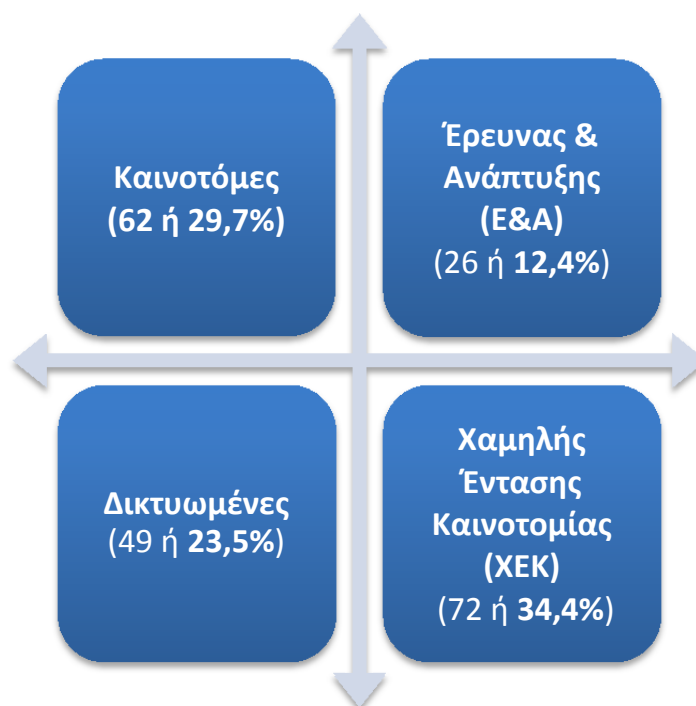 Καινοτόμες
(62 ή 29,7%)
Έρευνας &
Ανάπτυξης
(Ε&Α)
(26 ή 12,4%)
Δικτυωμένες
(49 ή 23,5%)
Χαμηλής
Έντασης
Καινοτομίας
(ΧΕΚ)
(72 ή 34,4%)